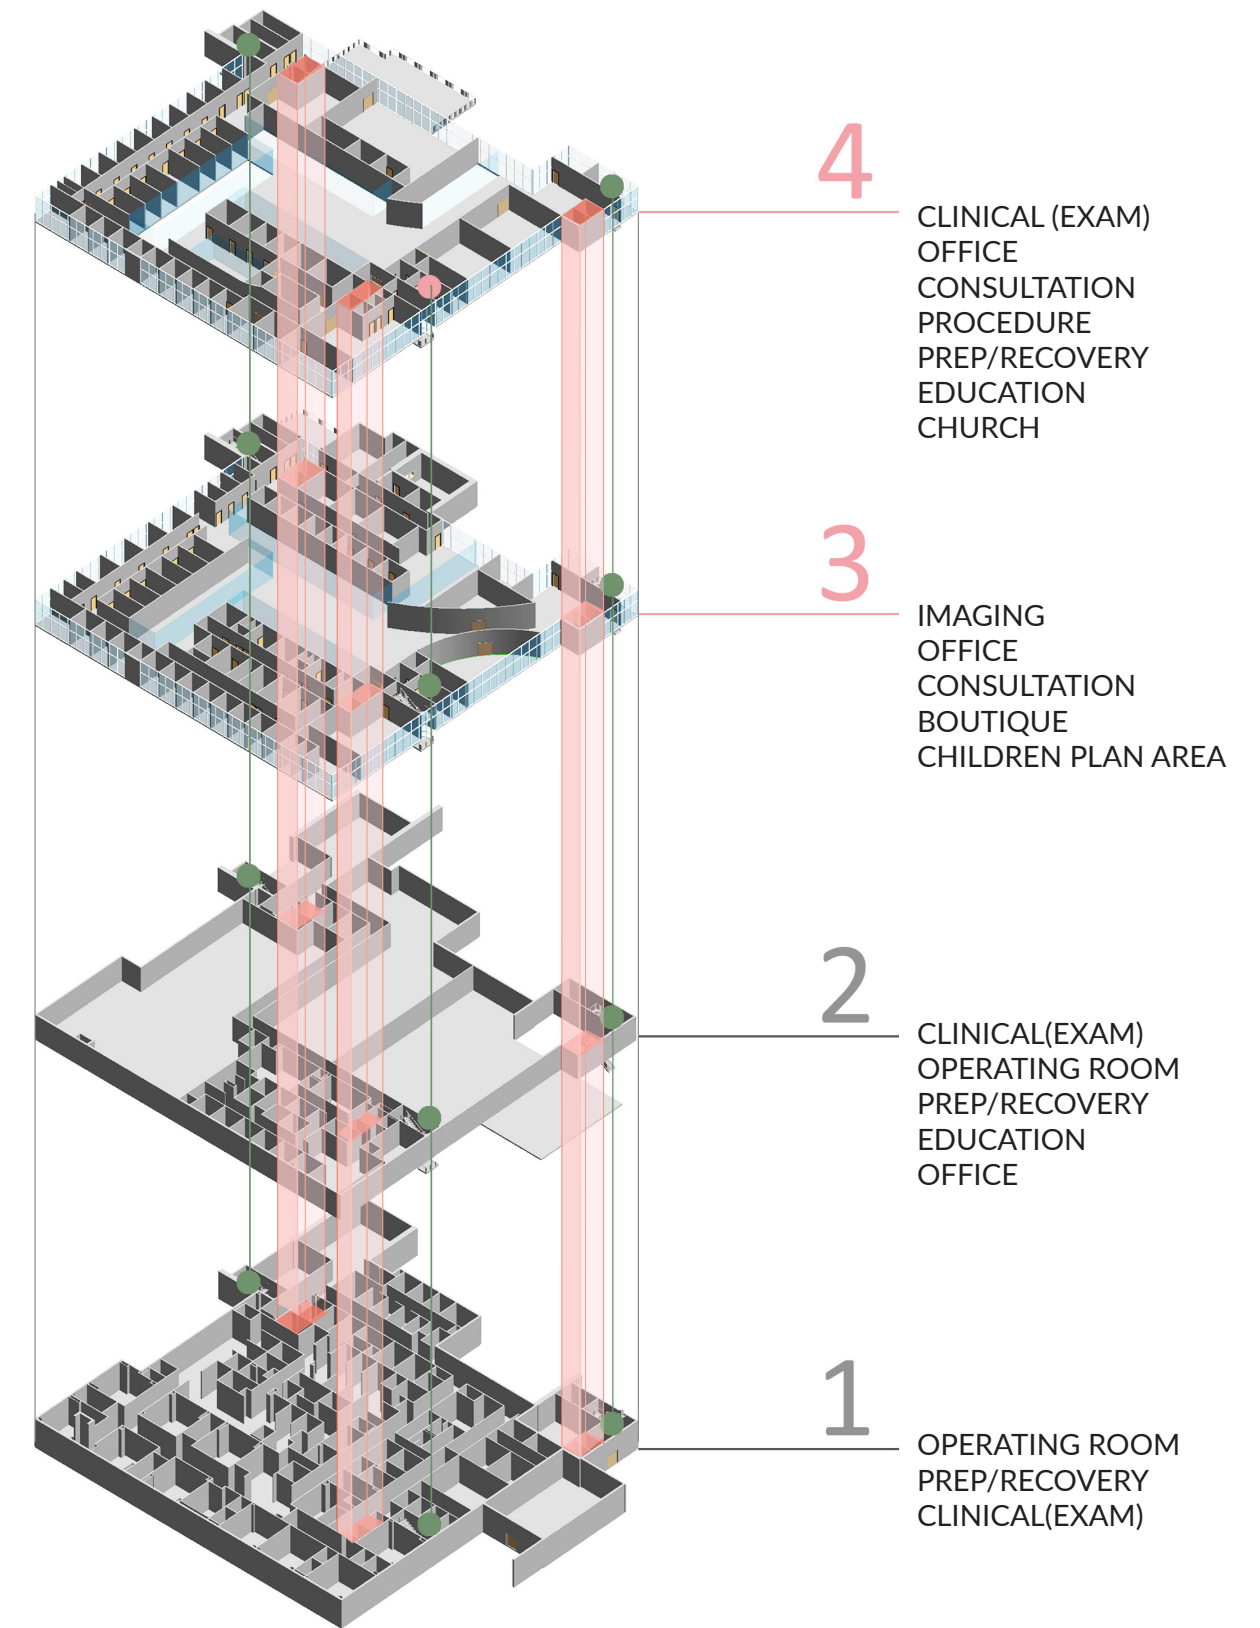 4
CLINICAL (EXAM)
OFFICE
CONSULTATION
PROCEDURE
PREP/RECOVERY
EDUCATION
CHURCH
3
IMAGING
OFFICE
CONSULTATION
BOUTIQUE
CHILDREN PLAN AREA
2
CLINICAL(EXAM)
OPERATING ROOM
PREP/RECOVERY
EDUCATION
OFFICE
1
OPERATING ROOM
PREP/RECOVERY
CLINICAL(EXAM)